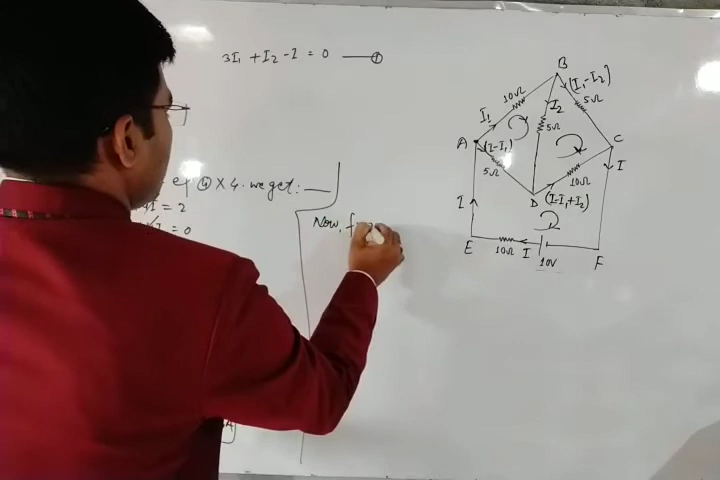 3I₁ + I₂ - I = 0 — ①
④ × 4. we get: —
I = 2
I = 0
Now, f
B
10Ω
(I₁-I₂)
I₂
5Ω
I₁
5Ω
A
(I-I₁)
C
5Ω
I
10Ω
D
(I-I₁+I₂)
I
E
10Ω
I
10V
F